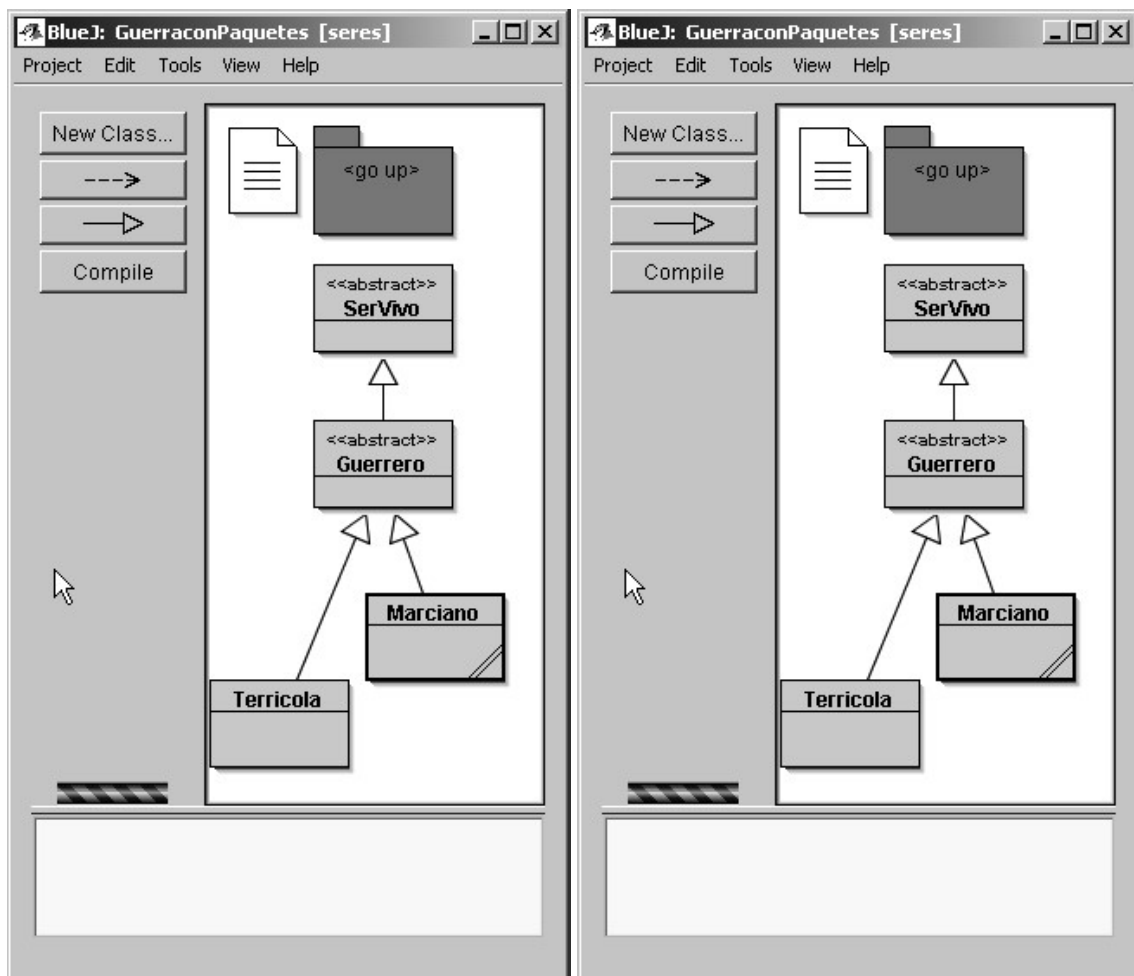 BlueJ: GuerraconPaquetes [seres]
Project Edit Tools View Help
New Class...
<go up>
Compile
<<abstract>>
SerVivo
<<abstract>>
Guerrero
Marciano
Terricola
BlueJ: GuerraconPaquetes [seres]
Project Edit Tools View Help
New Class...
<go up>
Compile
<<abstract>>
SerVivo
<<abstract>>
Guerrero
Marciano
Terricola